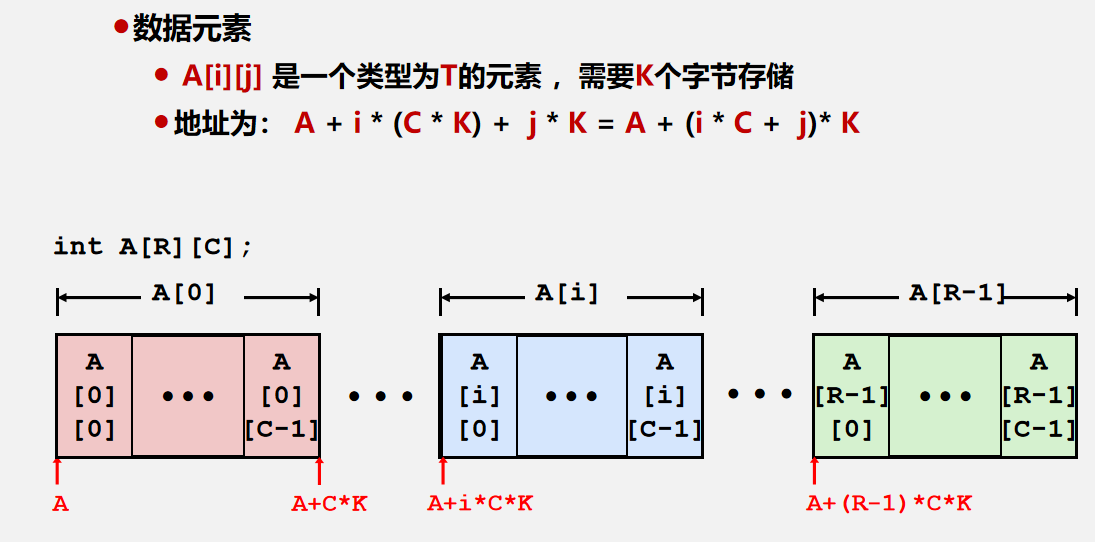 数据元素
A[i][j] 是一个类型为T的元素 ，需要K个字节存储
地址为： A + i * (C * K) + j * K = A + (i * C + j)* K
int A[R][C];
A[0] A[i] A[R-1]
A A A A A A
[0] ••• [0] ••• [i] ••• [i] ••• [R-1] ••• [R-1]
[0] [C-1] [0] [C-1] [0] [C-1]
A A+C*K A+i*C*K A+(R-1)*C*K